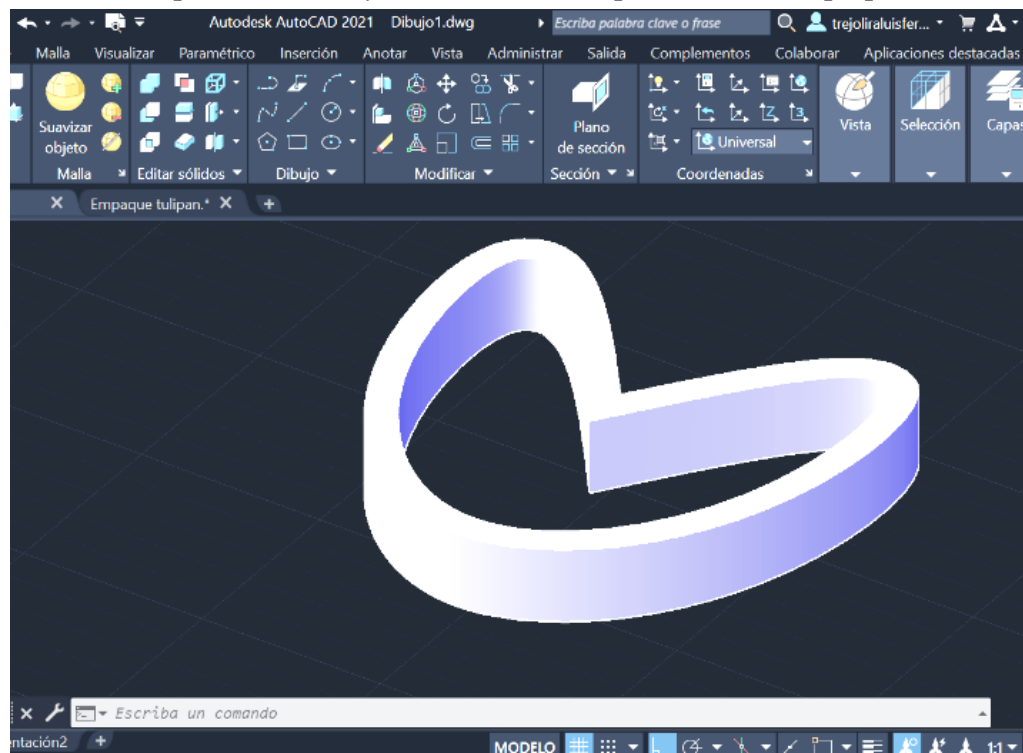 Autodesk AutoCAD 2021 Dibujo1.dwg Escriba palabra clave o frase trejoliraluisfer...
Malla Visualizar Paramétrico Inserción Anotar Vista Administrar Salida Complementos Colaborar Aplicaciones destacadas
Suavizar
objeto
Plano
de sección
Universal
Vista
Selección
Capas
Malla Editar sólidos Dibujo Modificar Sección Coordenadas
Empaque tulipan.*
Escriba un comando
entación2
MODELO
1:1